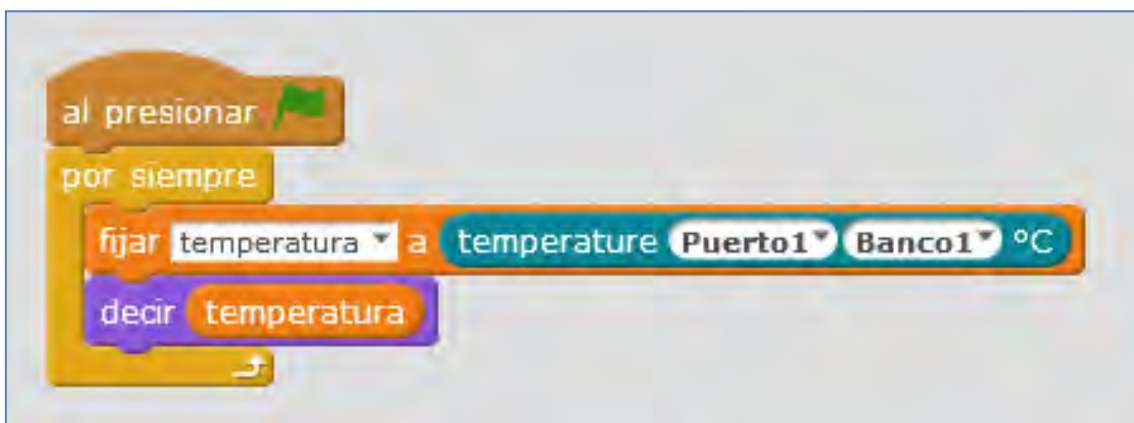 al presionar
por siempre
fijar temperatura a temperature Puerto1 Banco1 °C
decir temperatura